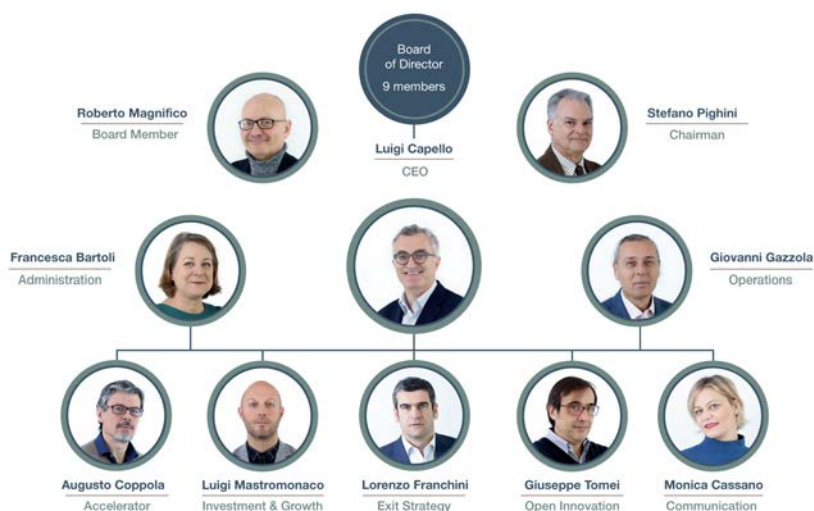 Board
of Director
9 members
Roberto Magnifico
Board Member
Luigi Capello
CEO
Stefano Pighini
Chairman
Francesca Bartoli
Administration
Giovanni Gazzola
Operations
Augusto Coppola
Accelerator
Luigi Mastromonaco
Investment & Growth
Lorenzo Franchini
Exit Strategy
Giuseppe Tomei
Open Innovation
Monica Cassano
Communication